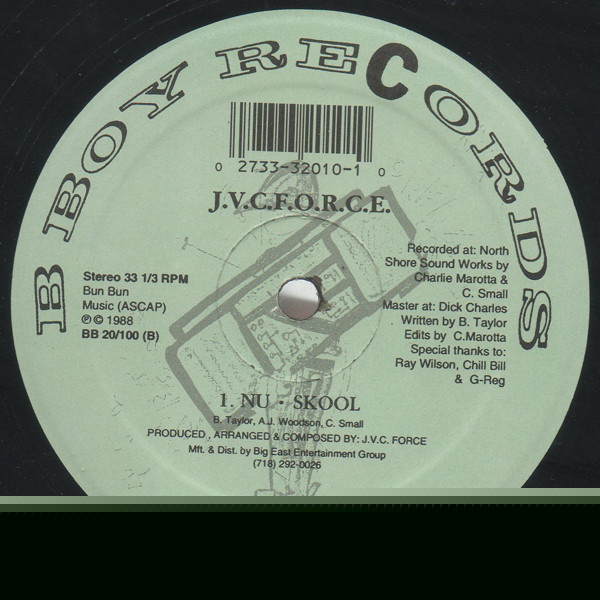 B BOY RECORDS
0 2733-32010-1 0
J.V.C.F.O.R.C.E.
Stereo 33 1/3 RPM
Bun Bun
Music (ASCAP)
℗ © 1988
BB 20/100 (B)
Recorded at: North
Shore Sound Works by
Charlie Marotta &
C. Small
Master at: Dick Charles
Written by B. Taylor
Edits by C.Marotta
Special thanks to:
Ray Wilson, Chill Bill
& G-Reg
1. NU · SKOOL
B. Taylor, A.J. Woodson, C. Small
PRODUCED , ARRANGED & COMPOSED BY: J.V.C. FORCE
Mft. & Dist. by Big East Entertainment Group
(718) 292-0026